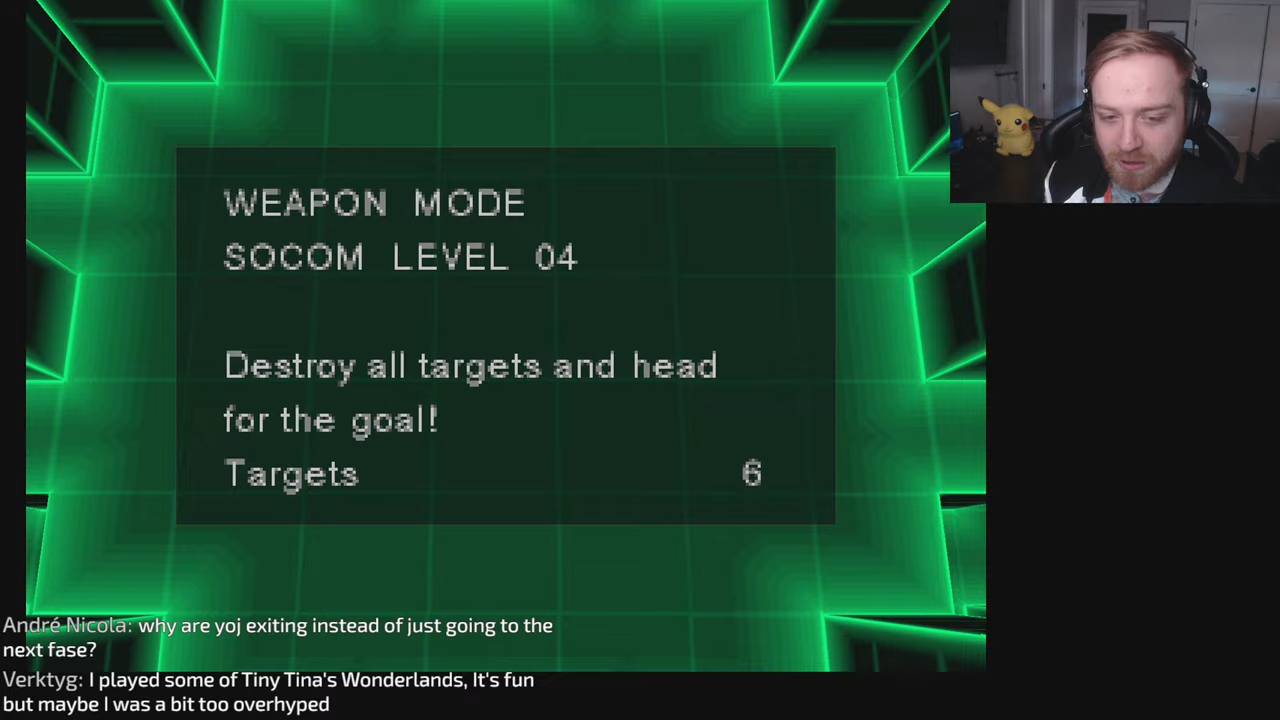 WEAPON MODE
SOCOM LEVEL 04
Destroy all targets and head
for the goal!
Targets 6
André Nicola: why are yoj exiting instead of just going to the
next fase?
Verktyg: I played some of Tiny Tina's Wonderlands, It's fun
but maybe I was a bit too overhyped